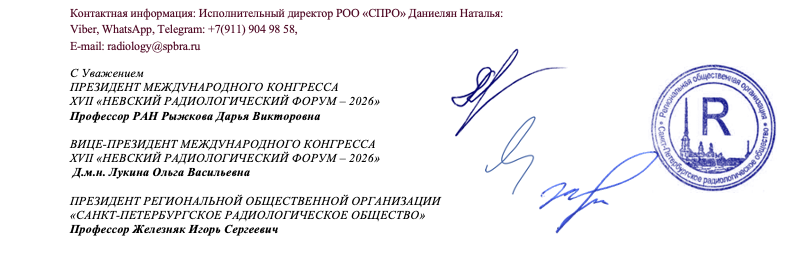 Контактная информация: Исполнительный директор РОО «СПРО» Даниелян Наталья:
Viber, WhatsApp, Telegram: +7(911) 904 98 58,
E-mail: radiology@spbra.ru
С Уважением
ПРЕЗИДЕНТ МЕЖДУНАРОДНОГО КОНГРЕССА
XVII «НЕВСКИЙ РАДИОЛОГИЧЕСКИЙ ФОРУМ – 2026»
Профессор РАН Рыжкова Дарья Викторовна
ВИЦЕ-ПРЕЗИДЕНТ МЕЖДУНАРОДНОГО КОНГРЕССА
XVII «НЕВСКИЙ РАДИОЛОГИЧЕСКИЙ ФОРУМ – 2026»
Д.м.н. Лукина Ольга Васильевна
ПРЕЗИДЕНТ РЕГИОНАЛЬНОЙ ОБЩЕСТВЕННОЙ ОРГАНИЗАЦИИ
«САНКТ-ПЕТЕРБУРГСКОЕ РАДИОЛОГИЧЕСКОЕ ОБЩЕСТВО»
Профессор Железняк Игорь Сергеевич
Региональная общественная организация
Санкт-Петербургское радиологическое общество
R